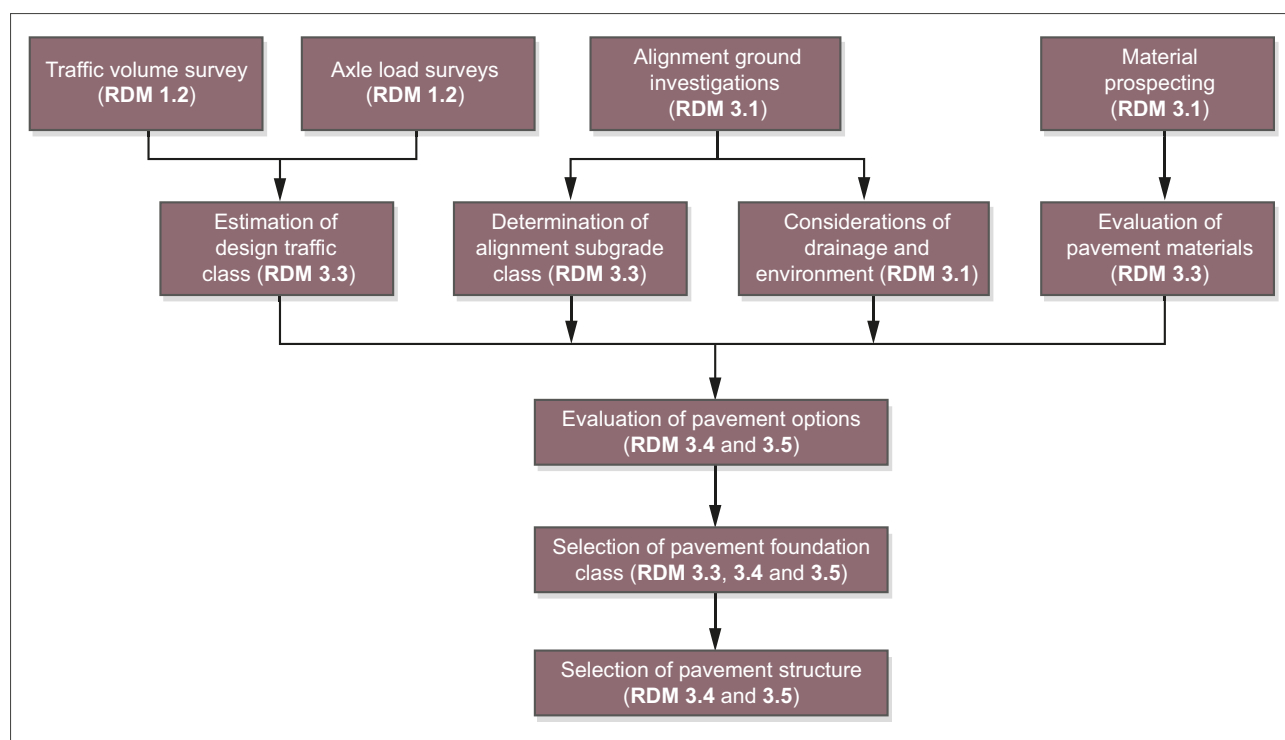 Traffic volume survey
(RDM 1.2)
Axle load surveys
(RDM 1.2)
Alignment ground
investigations
(RDM 3.1)
Material
prospecting
(RDM 3.1)
Estimation of
design traffic
class (RDM 3.3)
Determination of
alignment subgrade
class (RDM 3.3)
Considerations of
drainage and
environment (RDM 3.1)
Evaluation of
pavement materials
(RDM 3.3)
Evaluation of pavement options
(RDM 3.4 and 3.5)
Selection of pavement foundation
class (RDM 3.3, 3.4 and 3.5)
Selection of pavement structure
(RDM 3.4 and 3.5)